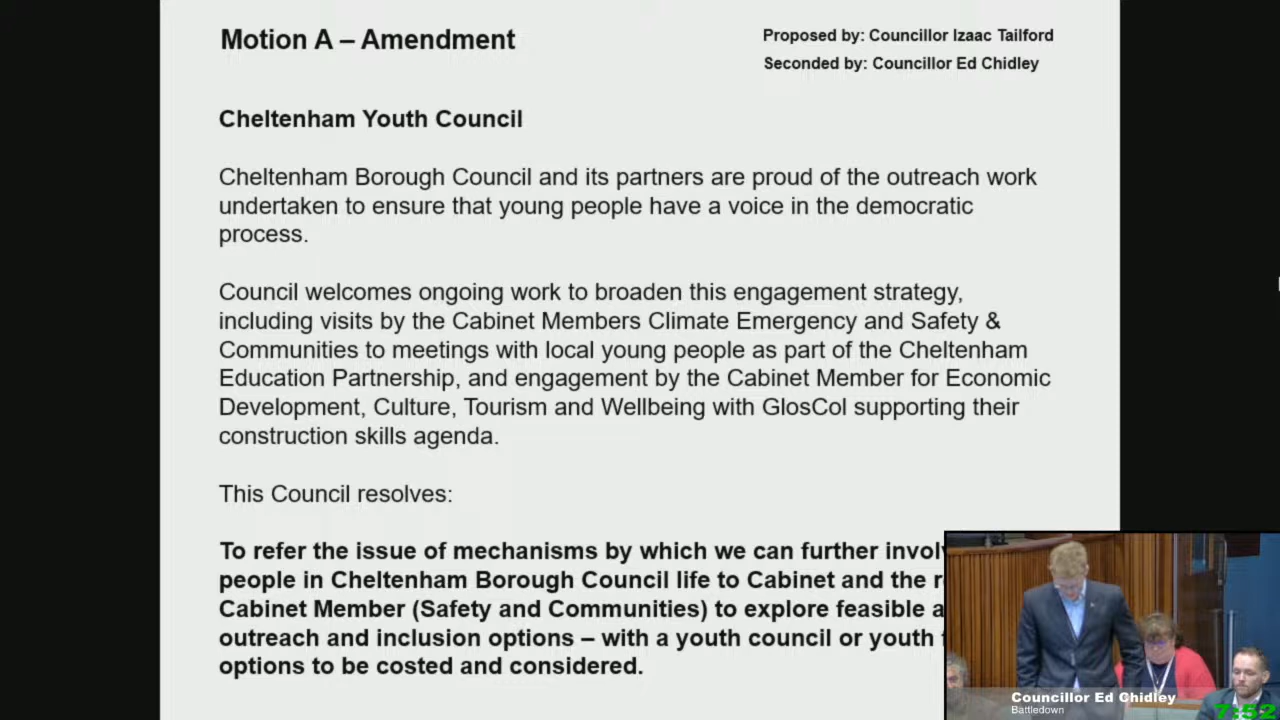 Motion A – Amendment
Proposed by: Councillor Izaac Tailford
Seconded by: Councillor Ed Chidley
Cheltenham Youth Council
Cheltenham Borough Council and its partners are proud of the outreach work
undertaken to ensure that young people have a voice in the democratic
process.
Council welcomes ongoing work to broaden this engagement strategy,
including visits by the Cabinet Members Climate Emergency and Safety &
Communities to meetings with local young people as part of the Cheltenham
Education Partnership, and engagement by the Cabinet Member for Economic
Development, Culture, Tourism and Wellbeing with GlosCol supporting their
construction skills agenda.
This Council resolves:
To refer the issue of mechanisms by which we can further
people in Cheltenham Borough Council life to Cabinet and the
Cabinet Member (Safety and Communities) to explore feasible
outreach and inclusion options – with a youth council or youth
options to be costed and considered.
Councillor Ed Chidley
Battledown
7:52